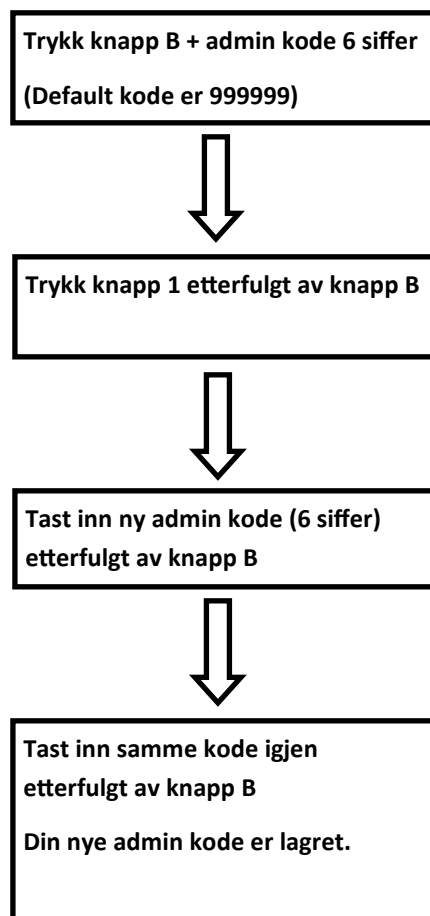 Trykk knapp B + admin kode 6 siffer
(Default kode er 999999)
Trykk knapp 1 etterfulgt av knapp B
Tast inn ny admin kode (6 siffer)
etterfulgt av knapp B
Tast inn samme kode igjen
etterfulgt av knapp B
Din nye admin kode er lagret.